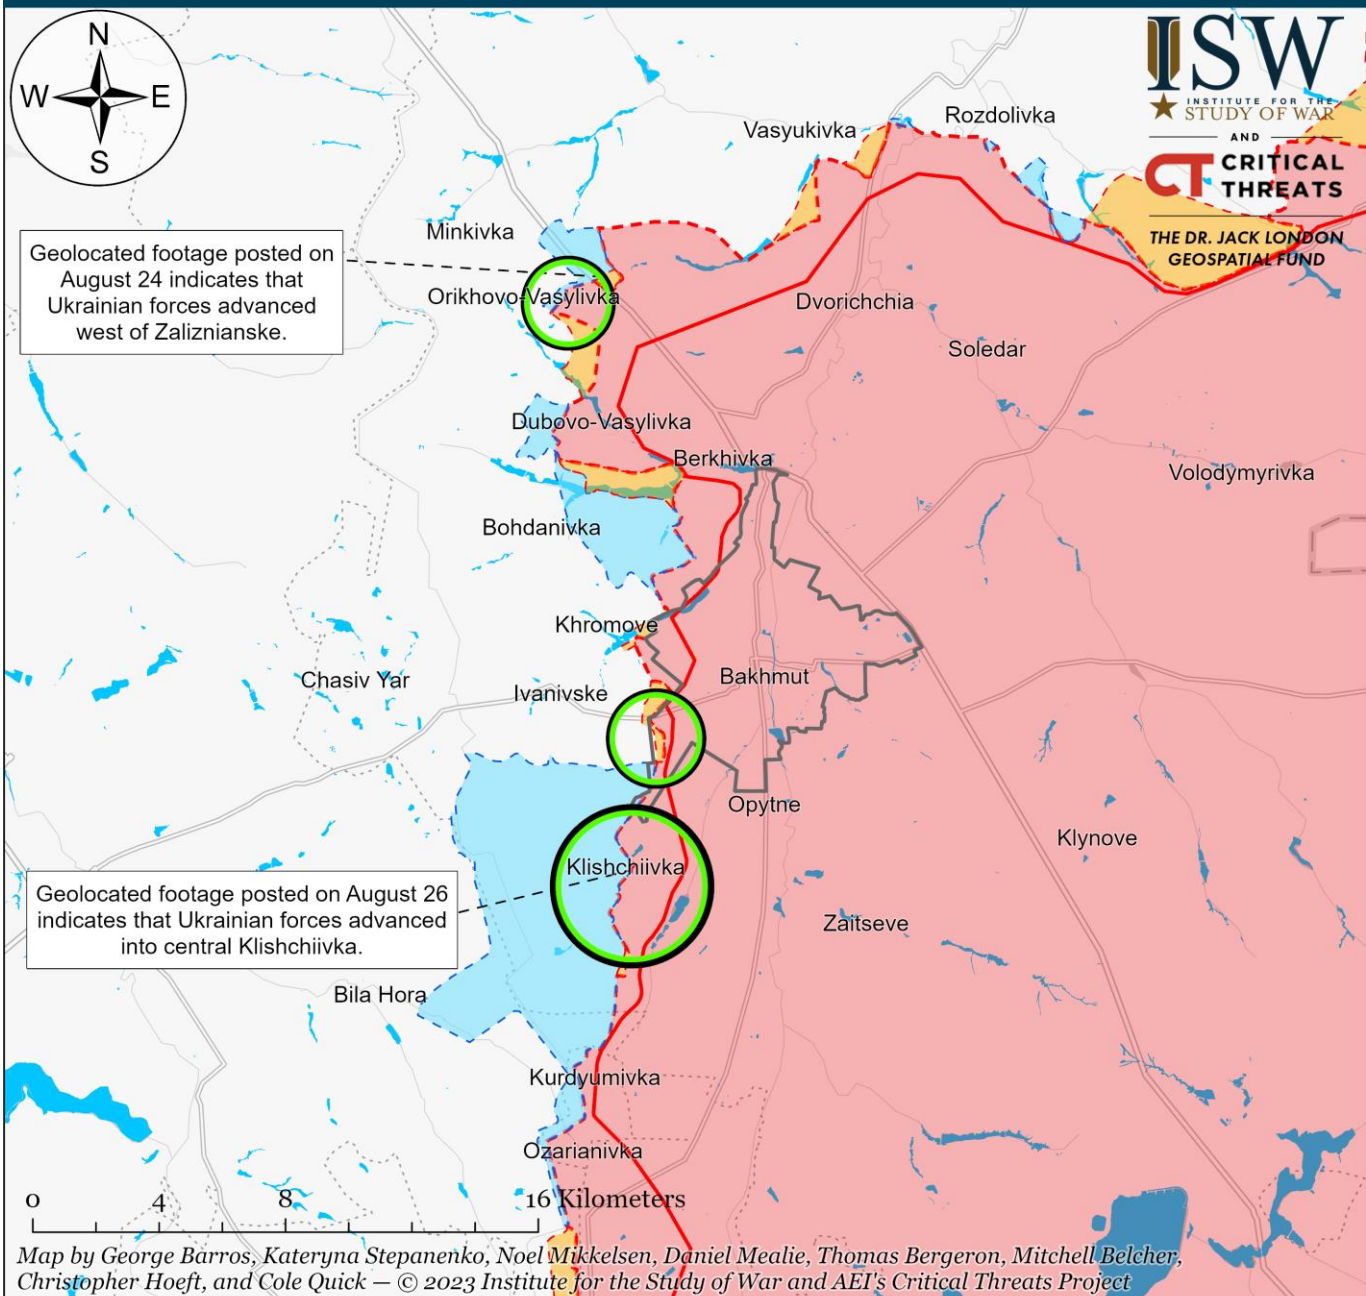 N
W E
S
ISW
INSTITUTE FOR THE
STUDY OF WAR
AND
CT CRITICAL
THREATS
THE DR. JACK LONDON
GEOSPATIAL FUND
Vasyukivka
Rozdolivka
Minkivka
Geolocated footage posted on
August 24 indicates that
Ukrainian forces advanced
west of Zaliznianske.
Orikhovo-Vasylivka
Dvorichchia
Soledar
Dubovo-Vasylivka
Berkhivka
Volodymyrivka
Bohdanivka
Khromove
Chasiv Yar
Ivanivske
Bakhmut
Opytne
Klynove
Klishchiivka
Geolocated footage posted on August 26
indicates that Ukrainian forces advanced
into central Klishchiivka.
Zaitseve
Bila Hora
Kurdyumivka
Ozarianivka
0 4 8 16 Kilometers
Map by George Barros, Kateryna Stepanenko, Noel Mikkelsen, Daniel Mealie, Thomas Bergeron, Mitchell Belcher,
Christopher Hoeft, and Cole Quick — © 2023 Institute for the Study of War and AEI's Critical Threats Project